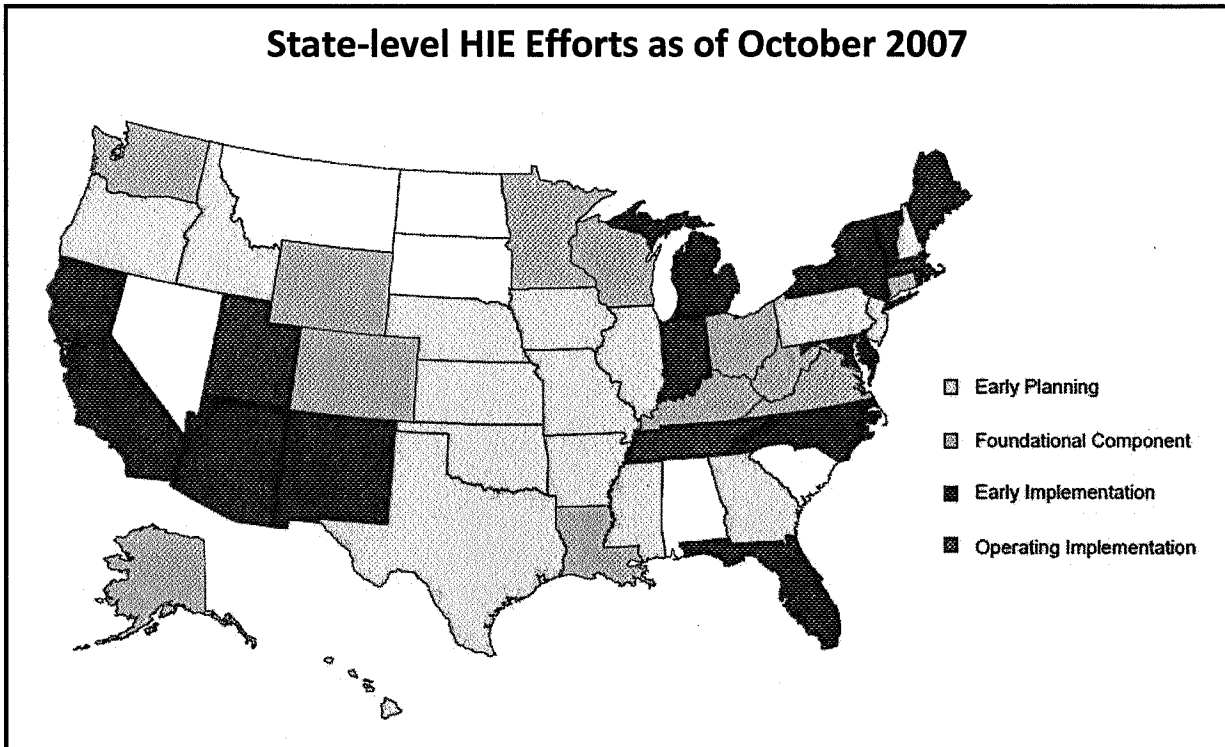 State-level HIE Efforts as of October 2007
Early Planning
Foundational Component
Early Implementation
Operating Implementation